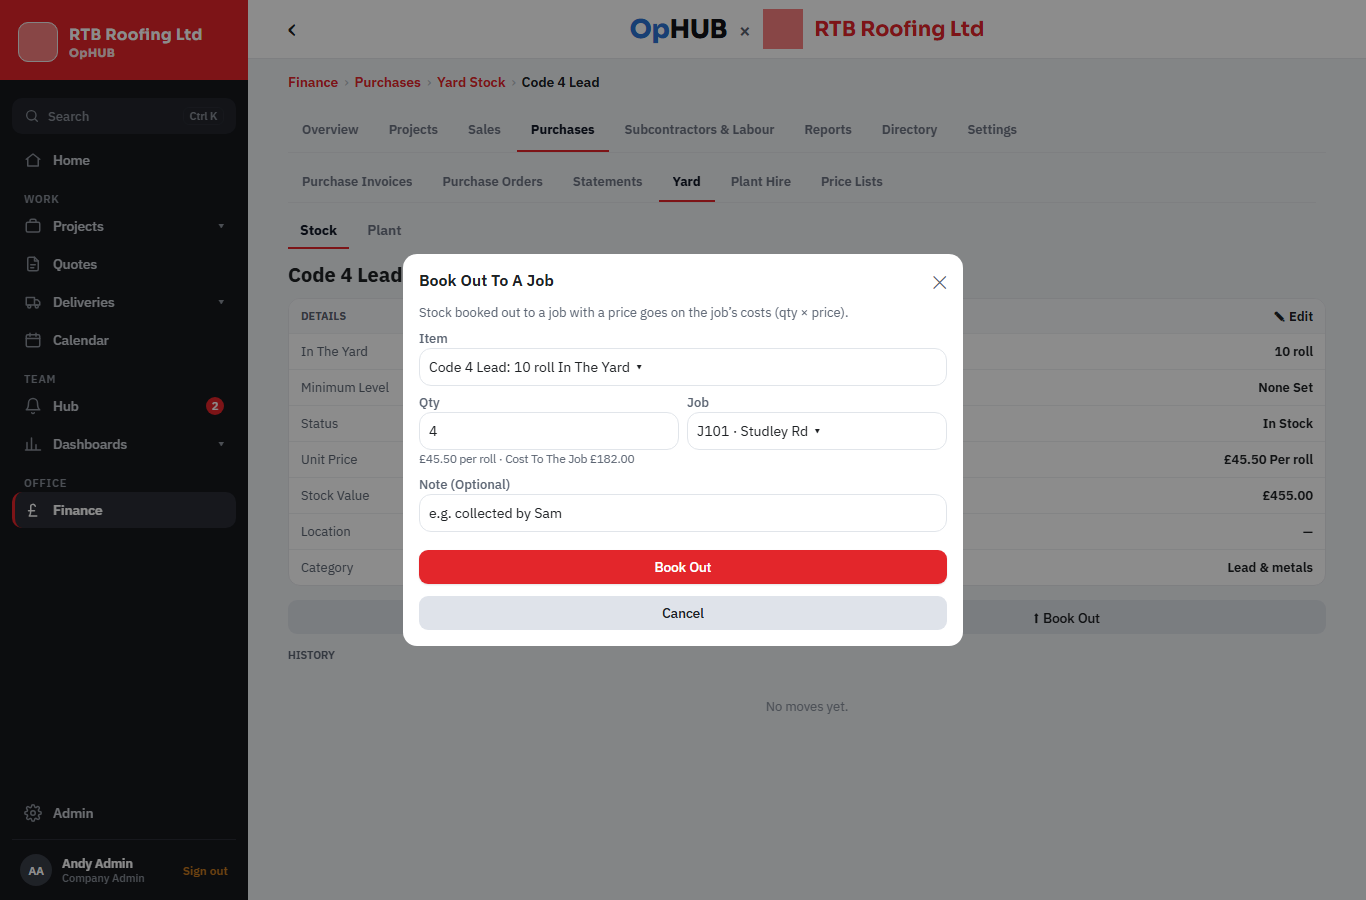 RTB Roofing Ltd
OpHUB
Search Ctrl K
Home
WORK
Projects
Quotes
Deliveries
Calendar
TEAM
Hub 2
Dashboards
OFFICE
Finance
Admin
AA
Andy Admin
Company Admin
Sign out
OpHUB × RTB Roofing Ltd
Finance › Purchases › Yard Stock › Code 4 Lead
Overview Projects Sales Purchases Subcontractors & Labour Reports Directory Settings
Purchase Invoices Purchase Orders Statements Yard Plant Hire Price Lists
Stock Plant
Code 4 Lead
DETAILS Edit
In The Yard 10 roll
Minimum Level None Set
Status In Stock
Unit Price £45.50 Per roll
Stock Value £455.00
Location —
Category Lead & metals
Book Out
HISTORY
No moves yet.
Book Out To A Job
Stock booked out to a job with a price goes on the job’s costs (qty × price).
Item
Code 4 Lead: 10 roll In The Yard
Qty Job
4 J101 · Studley Rd
£45.50 per roll · Cost To The Job £182.00
Note (Optional)
e.g. collected by Sam
Book Out
Cancel